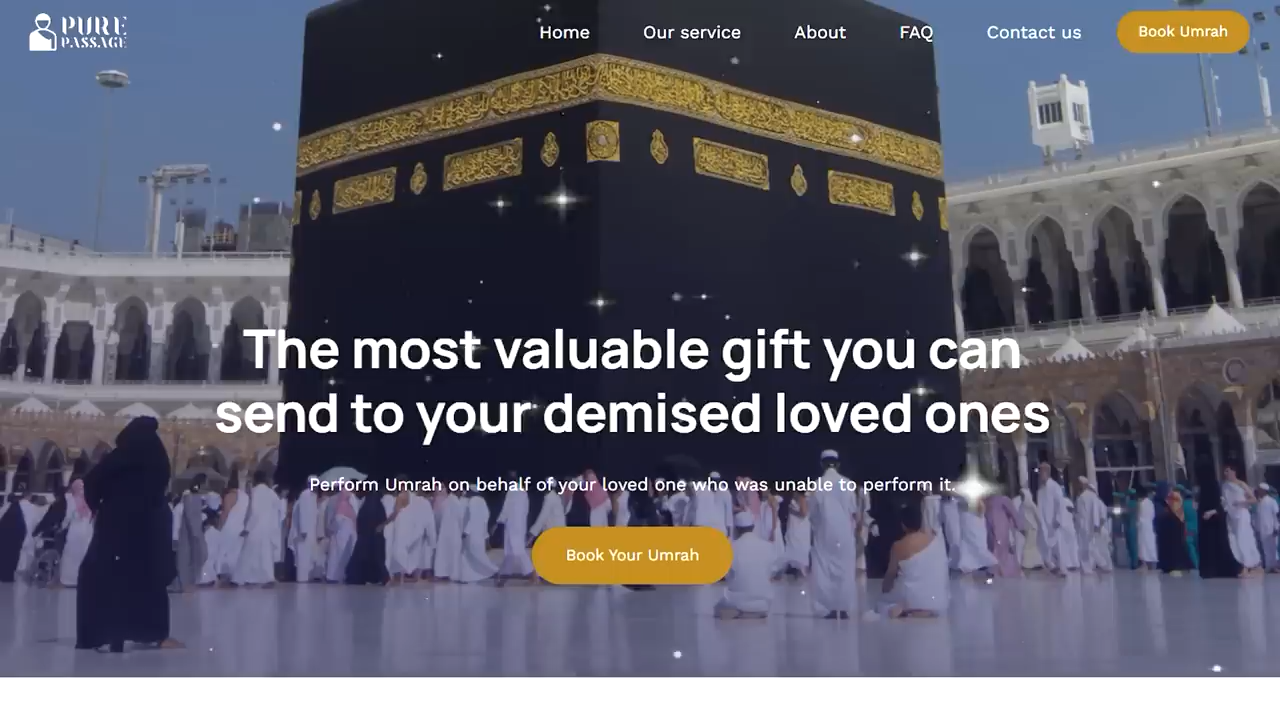 PURE
PASSAGE
Home
Our service
About
FAQ
Contact us
Book Umrah
The most valuable gift you can
send to your demised loved ones
Perform Umrah on behalf of your loved one who was unable to perform it.
Book Your Umrah